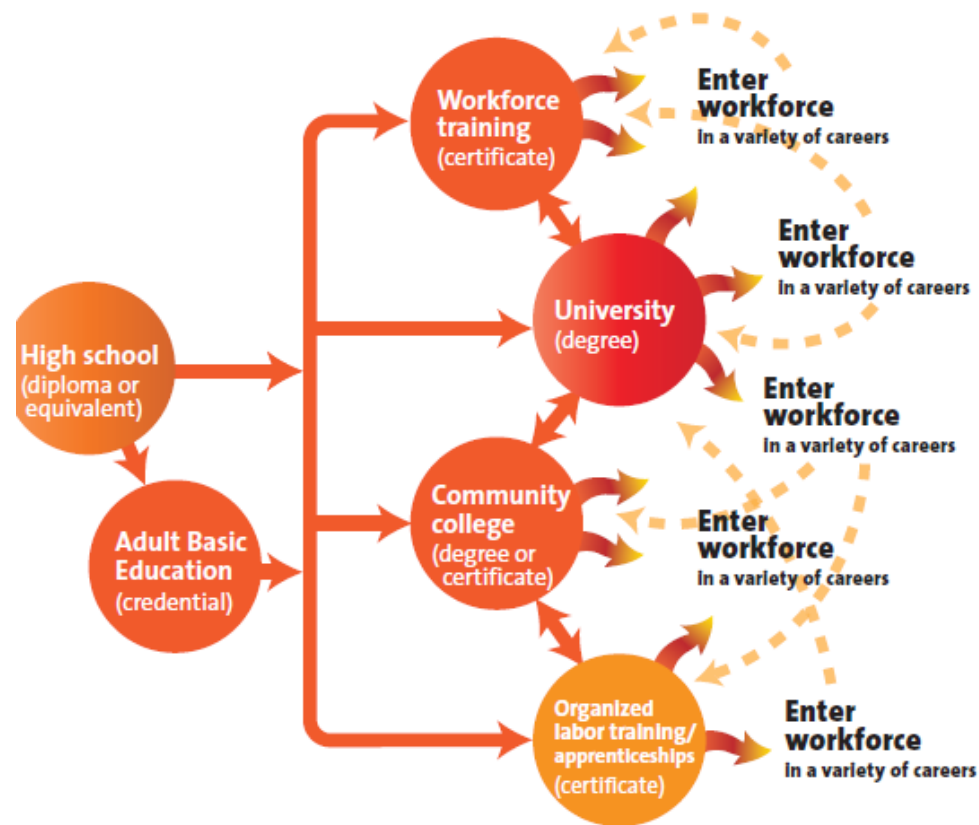 High school
(diploma or
equivalent)
Adult Basic
Education
(credential)
Workforce
training
(certificate)
University
(degree)
Community
college
(degree or
certificate)
Organized
labor training/
apprenticeships
(certificate)
Enter
workforce
in a variety of careers
Enter
workforce
in a variety of careers
Enter
workforce
in a variety of careers
Enter
workforce
in a variety of careers
Enter
workforce
in a variety of careers